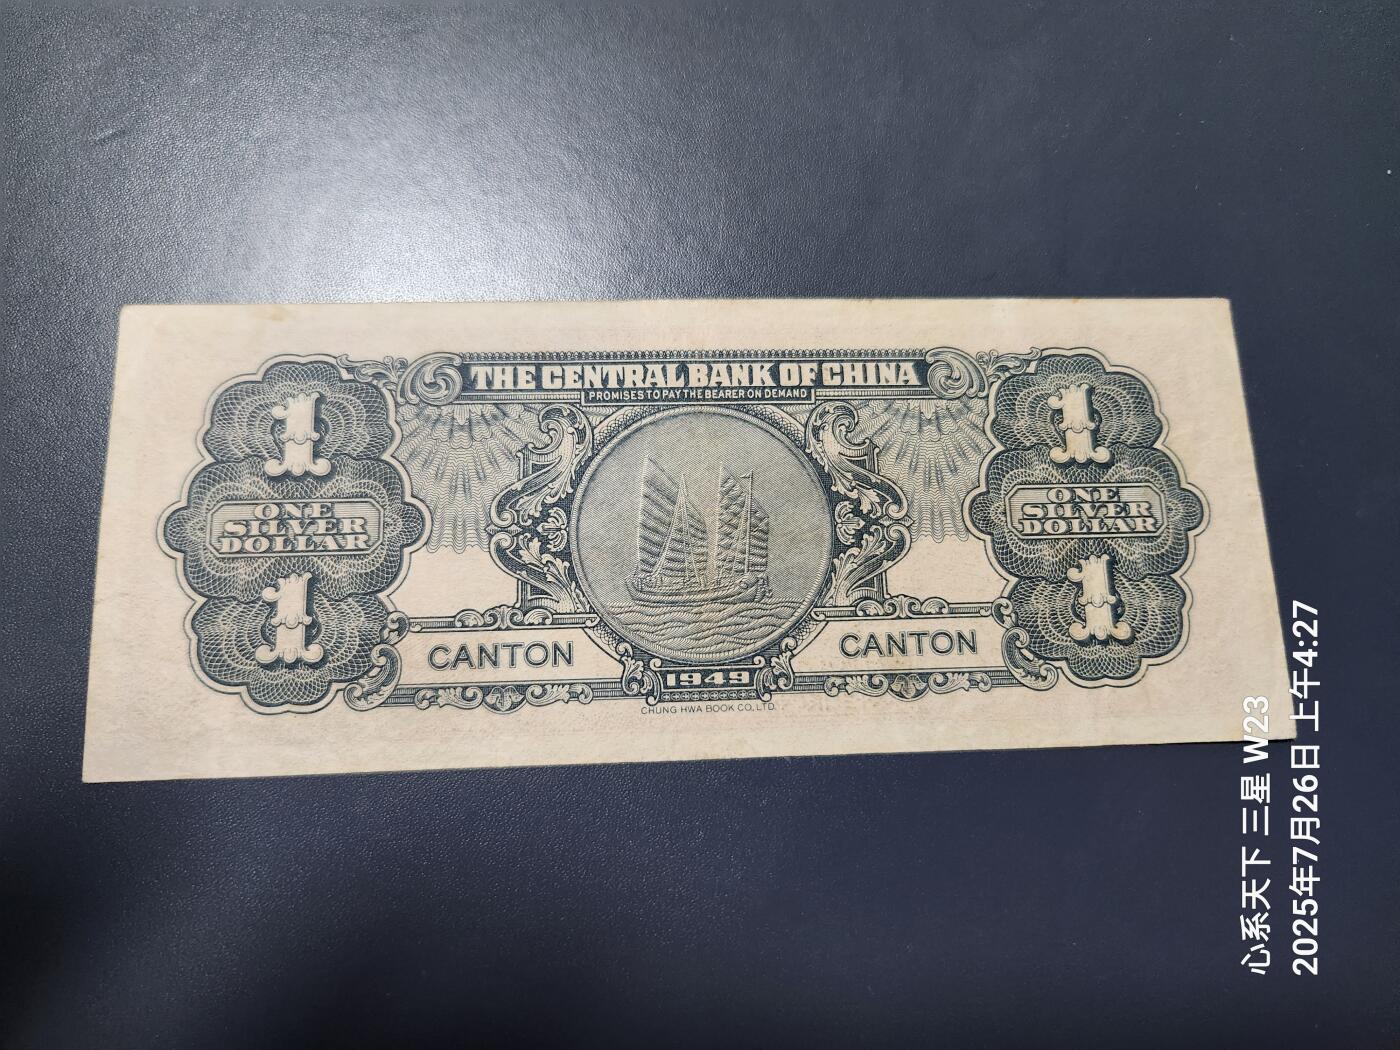 THE CENTRAL BANK OF CHINA
PROMISES TO PAY THE BEARER ON DEMAND
1
1
ONE
SILVER
DOLLAR
ONE
SILVER
DOLLAR
1
1
CANTON
CANTON
1949
CHUNG HWA BOOK CO., LTD.
心系天下 三星 W23
2025年7月26日 上午4:27